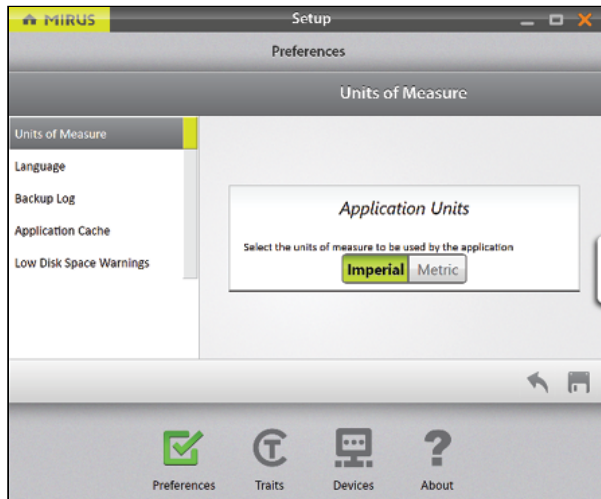 MIRUS
Setup
Preferences
Units of Measure
Units of Measure
Language
Backup Log
Application Cache
Low Disk Space Warnings
Application Units
Select the units of measure to be used by the application
Imperial Metric
Preferences Traits Devices About